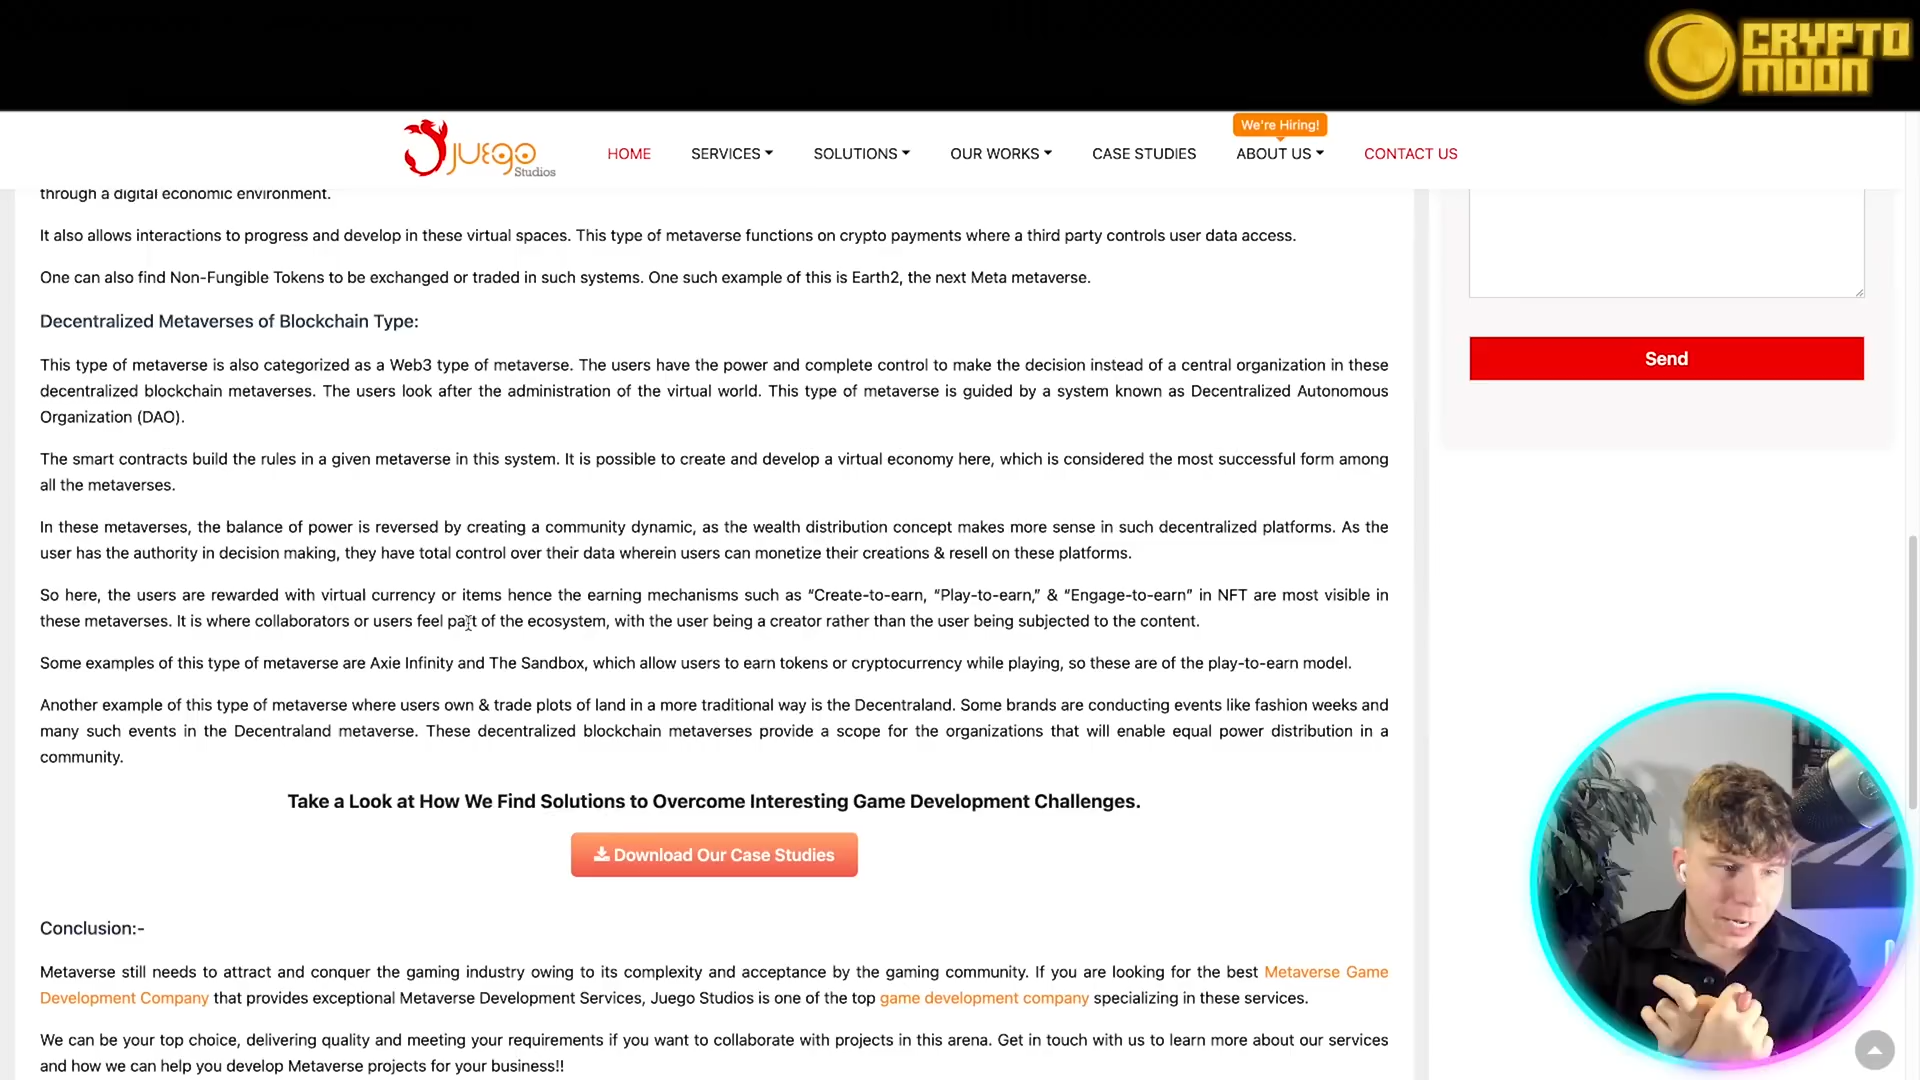 CRYPTO
MOON
We're Hiring!
Juego
Studios
HOME SERVICES SOLUTIONS OUR WORKS CASE STUDIES ABOUT US CONTACT US
through a digital economic environment.
It also allows interactions to progress and develop in these virtual spaces. This type of metaverse functions on crypto payments where a third party controls user data access.
One can also find Non-Fungible Tokens to be exchanged or traded in such systems. One such example of this is Earth2, the next Meta metaverse.
Decentralized Metaverses of Blockchain Type:
This type of metaverse is also categorized as a Web3 type of metaverse. The users have the power and complete control to make the decision instead of a central organization in these
decentralized blockchain metaverses. The users look after the administration of the virtual world. This type of metaverse is guided by a system known as Decentralized Autonomous
Organization (DAO).
The smart contracts build the rules in a given metaverse in this system. It is possible to create and develop a virtual economy here, which is considered the most successful form among
all the metaverses.
In these metaverses, the balance of power is reversed by creating a community dynamic, as the wealth distribution concept makes more sense in such decentralized platforms. As the
user has the authority in decision making, they have total control over their data wherein users can monetize their creations & resell on these platforms.
So here, the users are rewarded with virtual currency or items hence the earning mechanisms such as “Create-to-earn, “Play-to-earn,” & “Engage-to-earn” in NFT are most visible in
these metaverses. It is where collaborators or users feel part of the ecosystem, with the user being a creator rather than the user being subjected to the content.
Some examples of this type of metaverse are Axie Infinity and The Sandbox, which allow users to earn tokens or cryptocurrency while playing, so these are of the play-to-earn model.
Another example of this type of metaverse where users own & trade plots of land in a more traditional way is the Decentraland. Some brands are conducting events like fashion weeks and
many such events in the Decentraland metaverse. These decentralized blockchain metaverses provide a scope for the organizations that will enable equal power distribution in a
community.
Take a Look at How We Find Solutions to Overcome Interesting Game Development Challenges.
Download Our Case Studies
Conclusion:-
Metaverse still needs to attract and conquer the gaming industry owing to its complexity and acceptance by the gaming community. If you are looking for the best Metaverse Game
Development Company that provides exceptional Metaverse Development Services, Juego Studios is one of the top game development company specializing in these services.
We can be your top choice, delivering quality and meeting your requirements if you want to collaborate with projects in this arena. Get in touch with us to learn more about our services
and how we can help you develop Metaverse projects for your business!!
Send